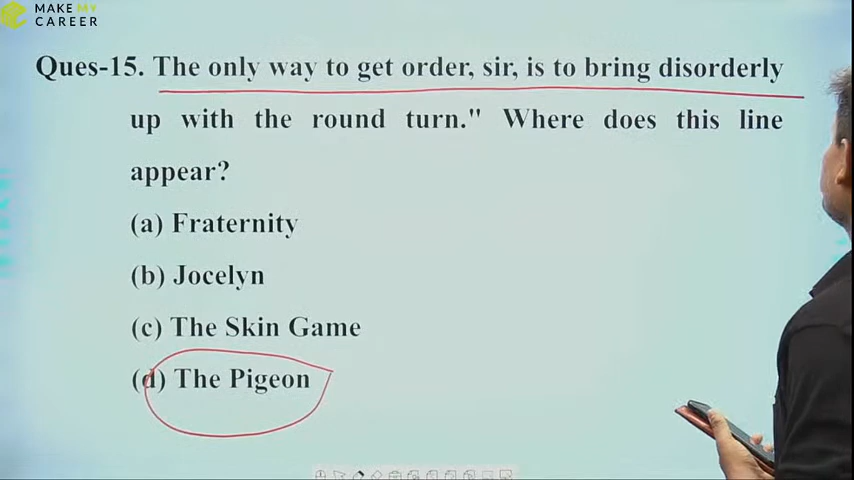 MAKE MY
CAREER
Ques-15. The only way to get order, sir, is to bring disorderly
up with the round turn." Where does this line
appear?
(a) Fraternity
(b) Jocelyn
(c) The Skin Game
(d) The Pigeon